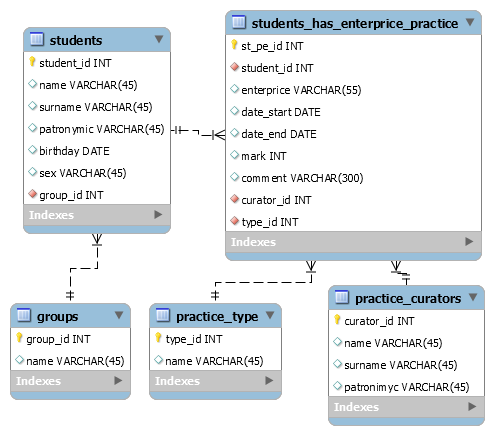 students
student_id INT
name VARCHAR(45)
surname VARCHAR(45)
patronymic VARCHAR(45)
birthday DATE
sex VARCHAR(45)
group_id INT
Indexes
students_has_enterprice_practice
st_pe_id INT
student_id INT
enterprice VARCHAR(55)
date_start DATE
date_end DATE
mark INT
comment VARCHAR(300)
curator_id INT
type_id INT
Indexes
groups
group_id INT
name VARCHAR(45)
Indexes
practice_type
type_id INT
name VARCHAR(45)
Indexes
practice_curators
curator_id INT
name VARCHAR(45)
surname VARCHAR(45)
patronimyc VARCHAR(45)
Indexes